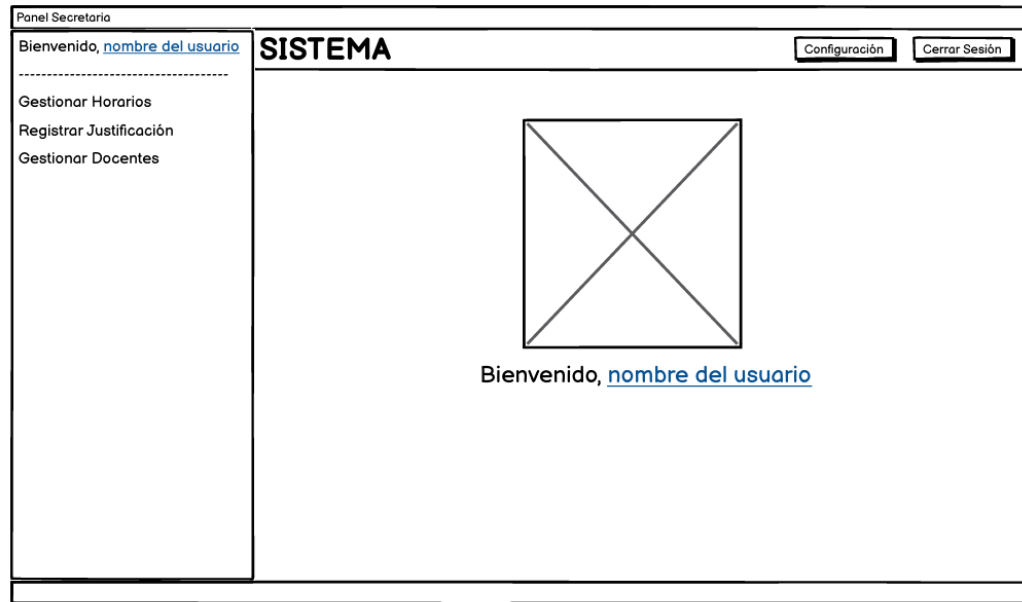 Panel Secretaria
Bienvenido, nombre del usuario
SISTEMA
Configuración
Cerrar Sesión
------------------------------------
Gestionar Horarios
Registrar Justificación
Gestionar Docentes
Bienvenido, nombre del usuario